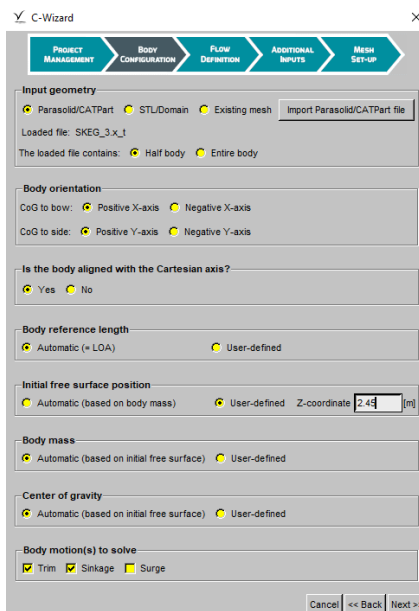 C-Wizard
PROJECT MANAGEMENT
BODY CONFIGURATION
FLOW DEFINITION
ADDITIONAL INPUTS
MESH SET-UP
Input geometry
Parasolid/CATPart STL/Domain Existing mesh Import Parasolid/CATPart file
Loaded file: SKEG_3.x_t
The loaded file contains: Half body Entire body
Body orientation
CoG to bow: Positive X-axis Negative X-axis
CoG to side: Positive Y-axis Negative Y-axis
Is the body aligned with the Cartesian axis?
Yes No
Body reference length
Automatic (= LOA) User-defined
Initial free surface position
Automatic (based on body mass) User-defined Z-coordinate 2.45 [m]
Body mass
Automatic (based on initial free surface) User-defined
Center of gravity
Automatic (based on initial free surface) User-defined
Body motion(s) to solve
Trim Sinkage Surge
Cancel << Back Next >